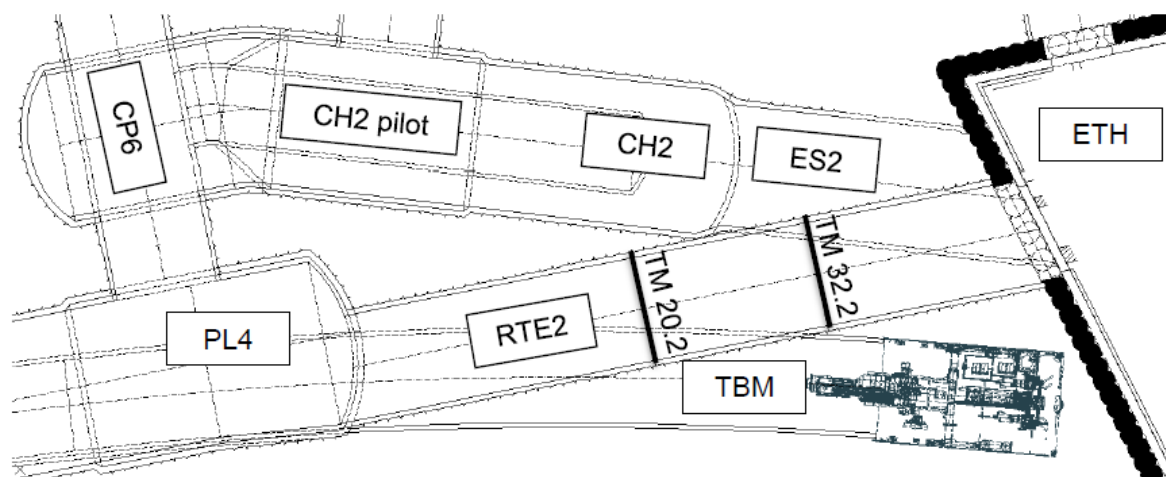 CP6
CH2 pilot
CH2
ES2
ETH
TM 20.2
TM 32.2
RTE2
PL4
TBM